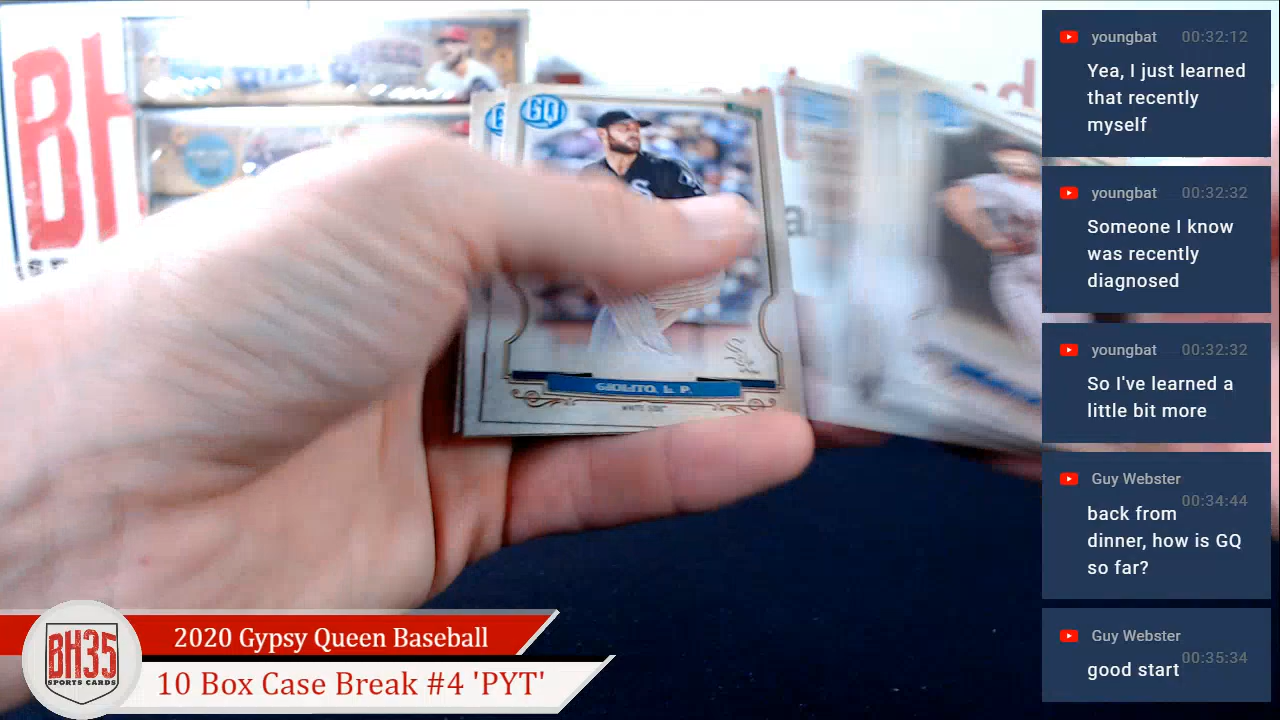 BH
GQ
GIOLITO, L. P.
WHITE SOX
youngbat 00:32:12
Yea, I just learned
that recently
myself
youngbat 00:32:32
Someone I know
was recently
diagnosed
youngbat 00:32:32
So I've learned a
little bit more
Guy Webster
00:34:44
back from
dinner, how is GQ
so far?
Guy Webster
00:35:34
good start
BH35
SPORTS CARDS
2020 Gypsy Queen Baseball
10 Box Case Break #4 'PYT'